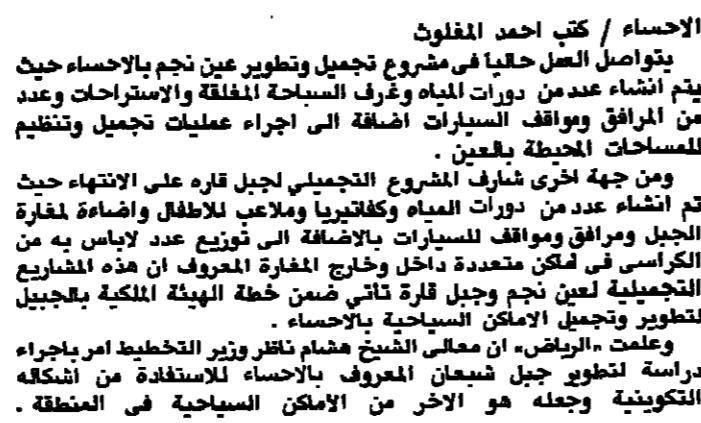 الاحساء / كتب احمد المغلوث
يتواصل العمل حالياً في مشروع تجميل وتطوير عين نجم بالاحساء حيث
يتم انشاء عدد من دورات المياه وغرف السباحة المغلقة والاستراحات وعدد
من المرافق ومواقف السيارات اضافة الى اجراء عمليات تجميل وتنظيم
للمساحات المحيطة بالعين .
ومن جهة اخرى شارف المشروع التجميلي لجبل قاره على الانتهاء حيث
تم انشاء عدد من دورات المياه وكفاتيريا وملاعب للاطفال واضاءة لمغارة
الجبل ومرافق ومواقف للسيارات بالاضافة الى توزيع عدد لاباس به من
الكراسى فى اماكن متعددة داخل وخارج المغارة المعروف ان هذه المشاريع
التجميلية لعين نجم وجبل قارة تأتي ضمن خطة الهيئة الملكية بالجبيل
لتطوير وتجميل الاماكن السياحية بالاحساء .
وعلمت «الرياض» ان معالى الشيخ هشام ناظر وزير التخطيط امر باجراء
دراسة لتطوير جبل شبعان المعروف بالاحساء للاستفادة من اشكاله
التكوينية وجعله هو الاخر من الاماكن السياحية فى المنطقة .